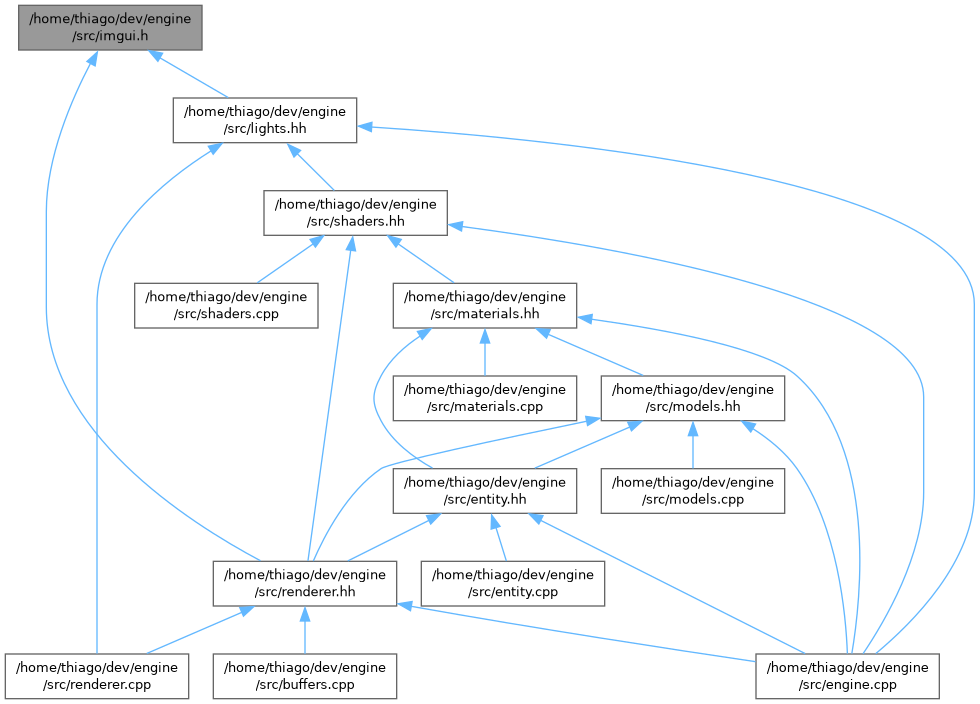 /home/thiago/dev/engine
/src/imgui.h
/home/thiago/dev/engine
/src/lights.hh
/home/thiago/dev/engine
/src/shaders.hh
/home/thiago/dev/engine
/src/shaders.cpp
/home/thiago/dev/engine
/src/materials.hh
/home/thiago/dev/engine
/src/materials.cpp
/home/thiago/dev/engine
/src/models.hh
/home/thiago/dev/engine
/src/entity.hh
/home/thiago/dev/engine
/src/models.cpp
/home/thiago/dev/engine
/src/renderer.hh
/home/thiago/dev/engine
/src/entity.cpp
/home/thiago/dev/engine
/src/renderer.cpp
/home/thiago/dev/engine
/src/buffers.cpp
/home/thiago/dev/engine
/src/engine.cpp